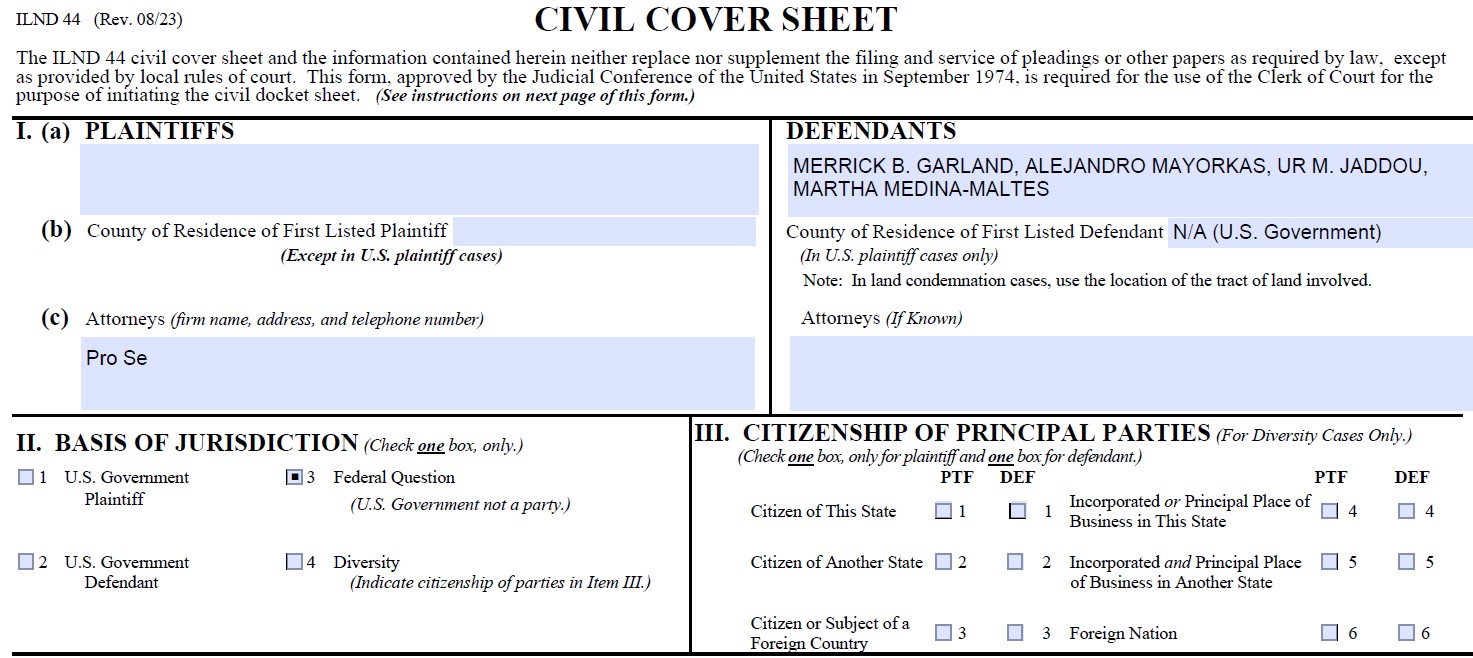 ILND 44 (Rev. 08/23)
CIVIL COVER SHEET
The ILND 44 civil cover sheet and the information contained herein neither replace nor supplement the filing and service of pleadings or other papers as required by law, except
as provided by local rules of court. This form, approved by the Judicial Conference of the United States in September 1974, is required for the use of the Clerk of Court for the
purpose of initiating the civil docket sheet. (See instructions on next page of this form.)
I. (a) PLAINTIFFS
(b) County of Residence of First Listed Plaintiff
(Except in U.S. plaintiff cases)
(c) Attorneys (firm name, address, and telephone number)
Pro Se
DEFENDANTS
MERRICK B. GARLAND, ALEJANDRO MAYORKAS, UR M. JADDOU,
MARTHA MEDINA-MALTES
County of Residence of First Listed Defendant N/A (U.S. Government)
(In U.S. plaintiff cases only)
Note: In land condemnation cases, use the location of the tract of land involved.
Attorneys (If Known)
II. BASIS OF JURISDICTION (Check one box, only.)
1 U.S. Government
Plaintiff
3 Federal Question
(U.S. Government not a party.)
2 U.S. Government
Defendant
4 Diversity
(Indicate citizenship of parties in Item III.)
III. CITIZENSHIP OF PRINCIPAL PARTIES (For Diversity Cases Only.)
(Check one box, only for plaintiff and one box for defendant.)
PTF DEF PTF DEF
Citizen of This State 1 1 Incorporated or Principal Place of
Business in This State 4 4
Citizen of Another State 2 2 Incorporated and Principal Place
of Business in Another State 5 5
Citizen or Subject of a
Foreign Country 3 3 Foreign Nation 6 6